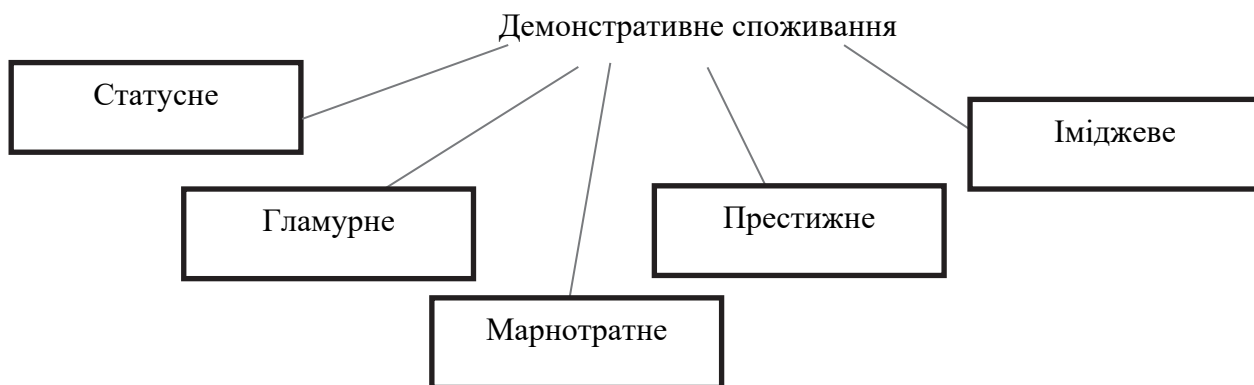 Демонстративне споживання
Статусне
Іміджеве
Гламурне
Престижне
Марнотратне